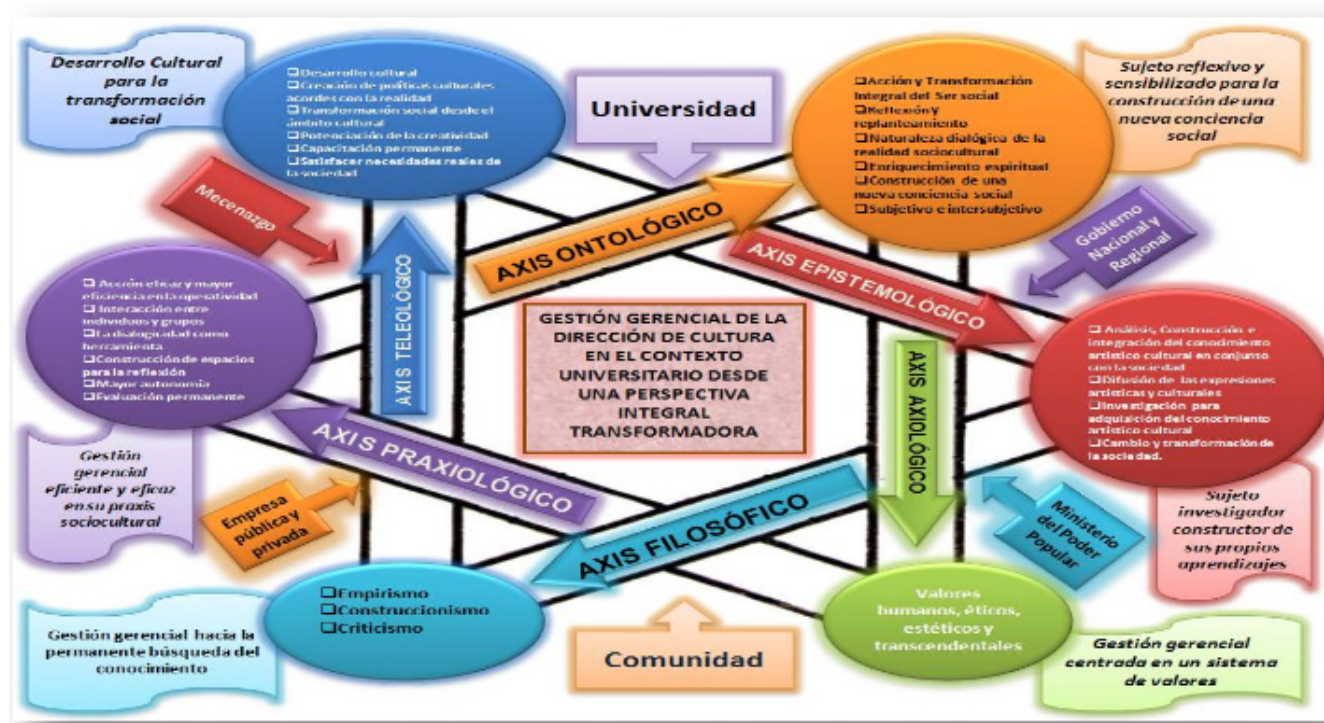 Desarrollo Cultural
para la
transformación
social
❑Desarrollo cultural
❑Creación de políticas culturales
acordes con la realidad
❑Transformación social desde el
ámbito cultural
❑Potenciación de la creatividad
❑Capacitación permanente
❑Satisfacer necesidades reales de
la sociedad
Universidad
❑Acción y Transformación
Integral del Ser social
❑Reflexión y
replanteamiento
❑Naturaleza dialógica de la
realidad sociocultural
❑Enriquecimiento espiritual
❑Construcción de una
nueva conciencia social
❑Subjetivo e intersubjetivo
Sujeto reflexivo y
sensibilizado para la
construcción de una
nueva conciencia
social
Mecenazgo
AXIS TELEOLÓGICO
AXIS ONTOLÓGICO
AXIS EPISTEMOLÓGICO
Gobierno
Nacional y
Regional
❑ Acción eficaz y mayor
eficiencia en la operatividad
❑ Interacción entre
individuos y grupos
❑La dialogicidad como
herramienta
❑Construcción de espacios
para la reflexión
❑Mayor autonomía
❑Evaluación permanente
GESTIÓN GERENCIAL DE LA
DIRECCIÓN DE CULTURA
EN EL CONTEXTO
UNIVERSITARIO DESDE
UNA PERSPECTIVA
INTEGRAL
TRANSFORMADORA
AXIS AXIOLÓGICO
❑ Análisis, Construcción e
integración del conocimiento
artístico cultural en conjunto
con la sociedad
❑Difusión de las expresiones
artísticas y culturales
❑Investigación para
adquisición del conocimiento
artístico cultural
❑Cambio y transformación de
la sociedad.
Gestión
gerencial
eficiente y eficaz
en su praxis
sociocultural
AXIS PRAXIOLÓGICO
Empresa
pública y
privada
AXIS FILOSÓFICO
Ministerio
del Poder
Popular
Sujeto
investigador
constructor de
sus propios
aprendizajes
Gestión gerencial hacia la
permanente búsqueda del
conocimiento
❑Empirismo
❑Construccionismo
❑Criticismo
Comunidad
Valores
humanos, éticos,
estéticos y
transcendentales
Gestión gerencial
centrada en un sistema
de valores